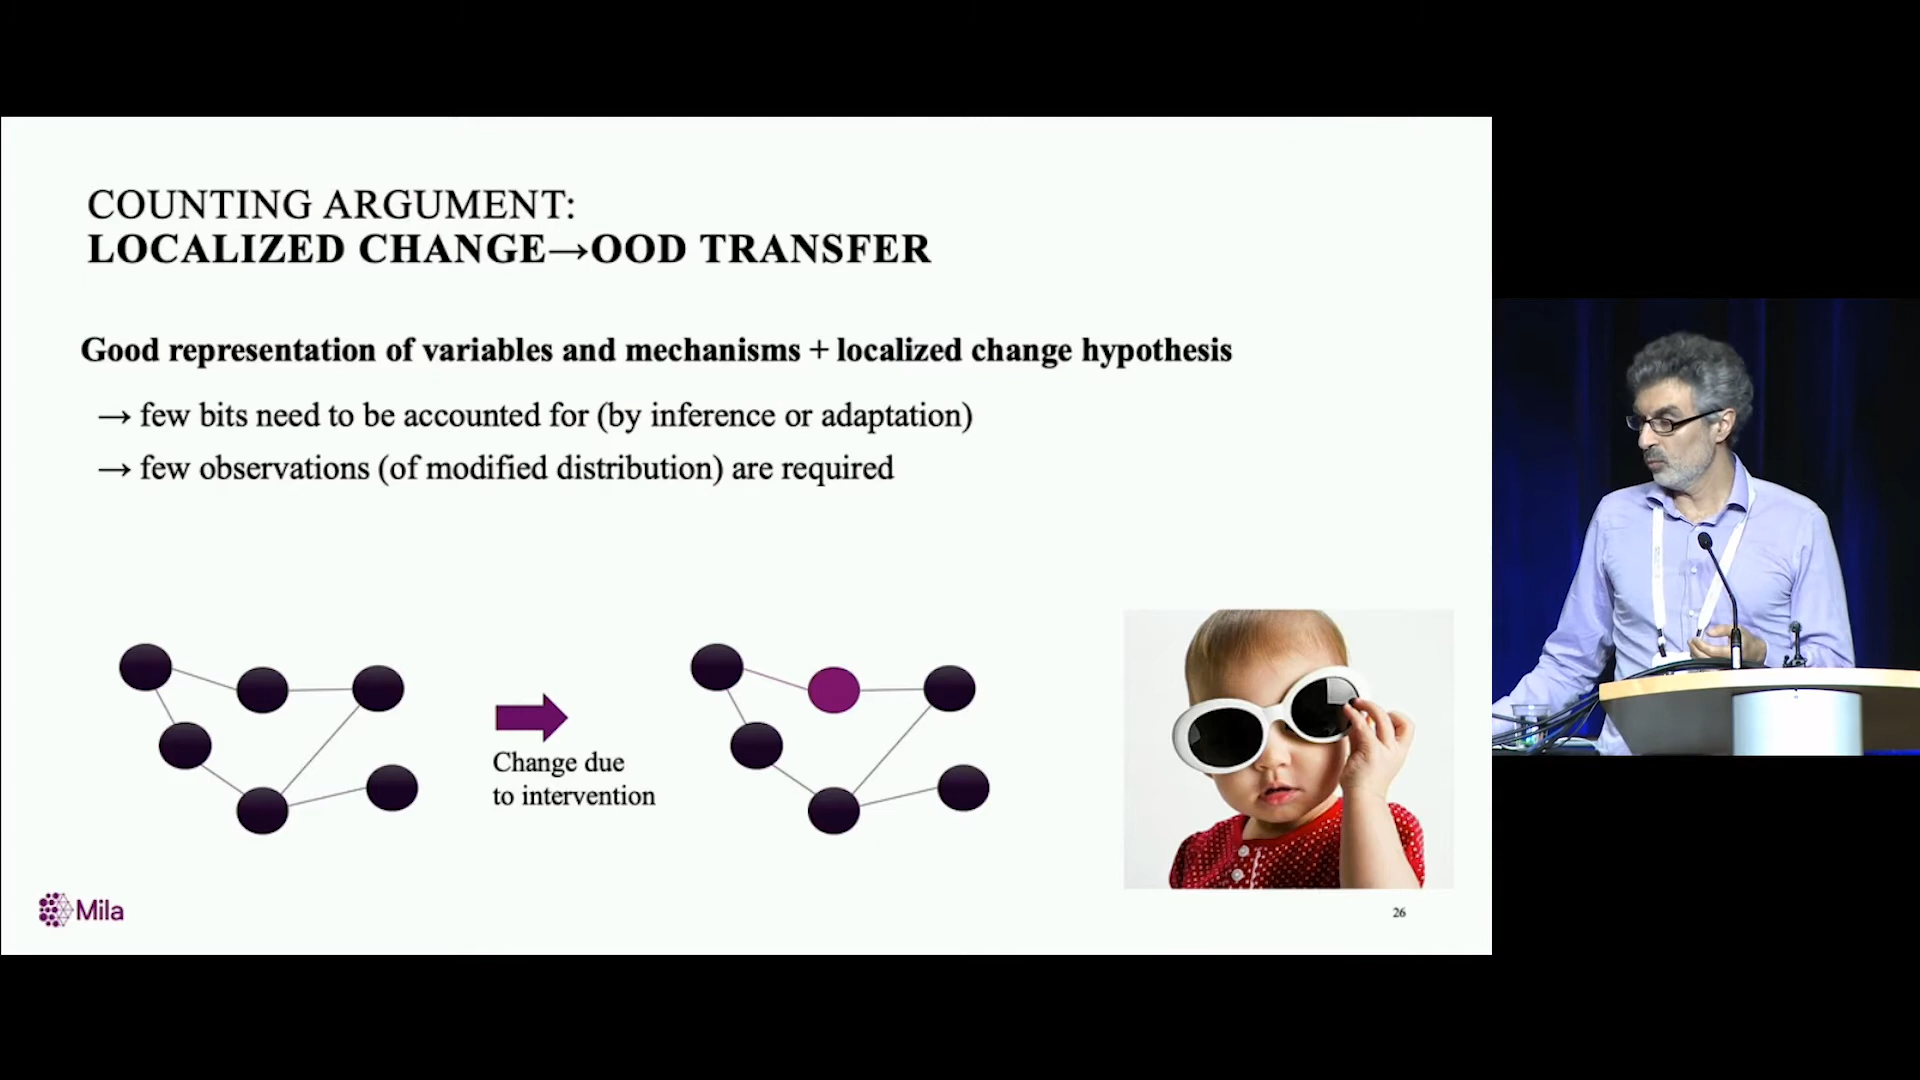 COUNTING ARGUMENT:
LOCALIZED CHANGE→OOD TRANSFER
Good representation of variables and mechanisms + localized change hypothesis
→ few bits need to be accounted for (by inference or adaptation)
→ few observations (of modified distribution) are required
Change due
to intervention
Mila
26